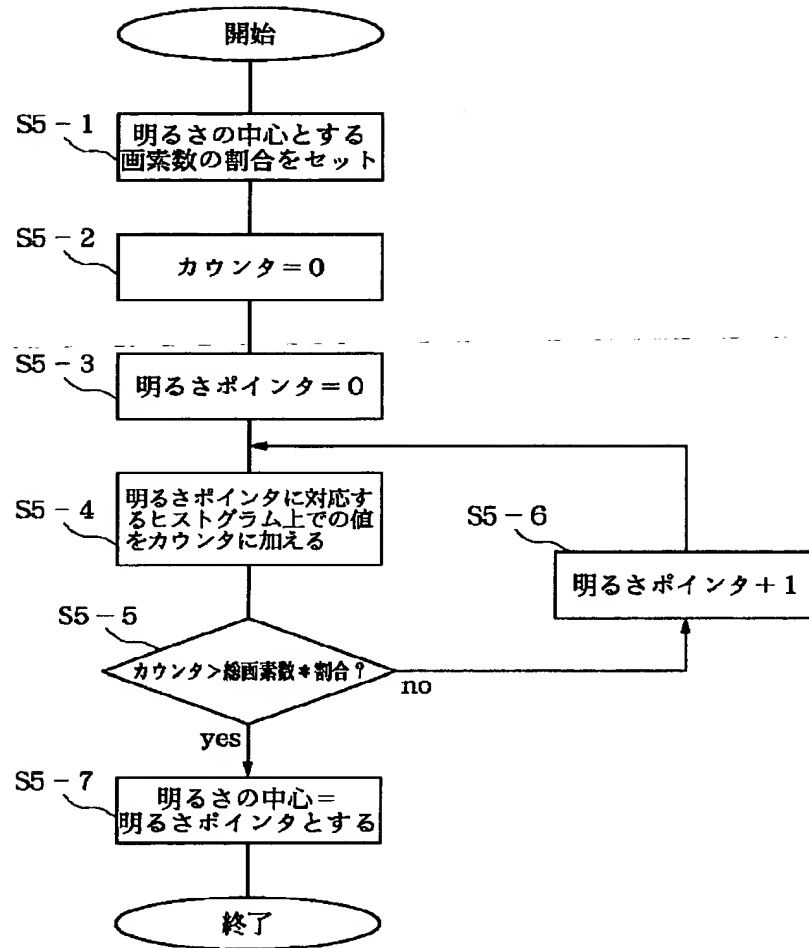 開始
S5-1
明るさの中心とする
画素数の割合をセット
S5-2
カウンタ=0
S5-3
明るさポインタ=0
S5-4
明るさポインタに対応す
るヒストグラム上での値
をカウンタに加える
S5-6
明るさポインタ+1
S5-5
カウンタ>総画素数*割合?
no
yes
S5-7
明るさの中心=
明るさポインタとする
終了